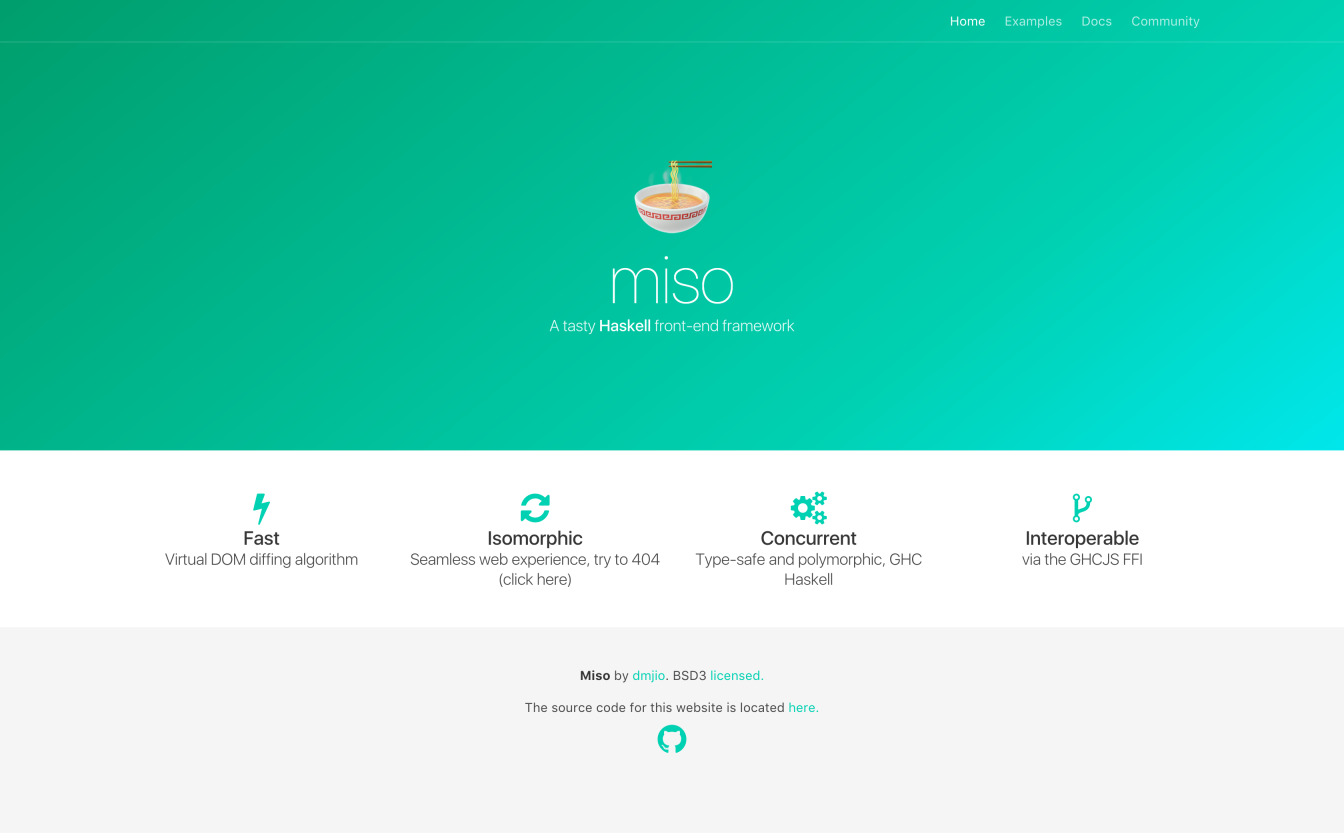 Home Examples Docs Community
miso
A tasty Haskell front-end framework
Fast
Virtual DOM diffing algorithm
Isomorphic
Seamless web experience, try to 404
(click here)
Concurrent
Type-safe and polymorphic, GHC
Haskell
Interoperable
via the GHCJS FFI
Miso by dmjio. BSD3 licensed.
The source code for this website is located here.